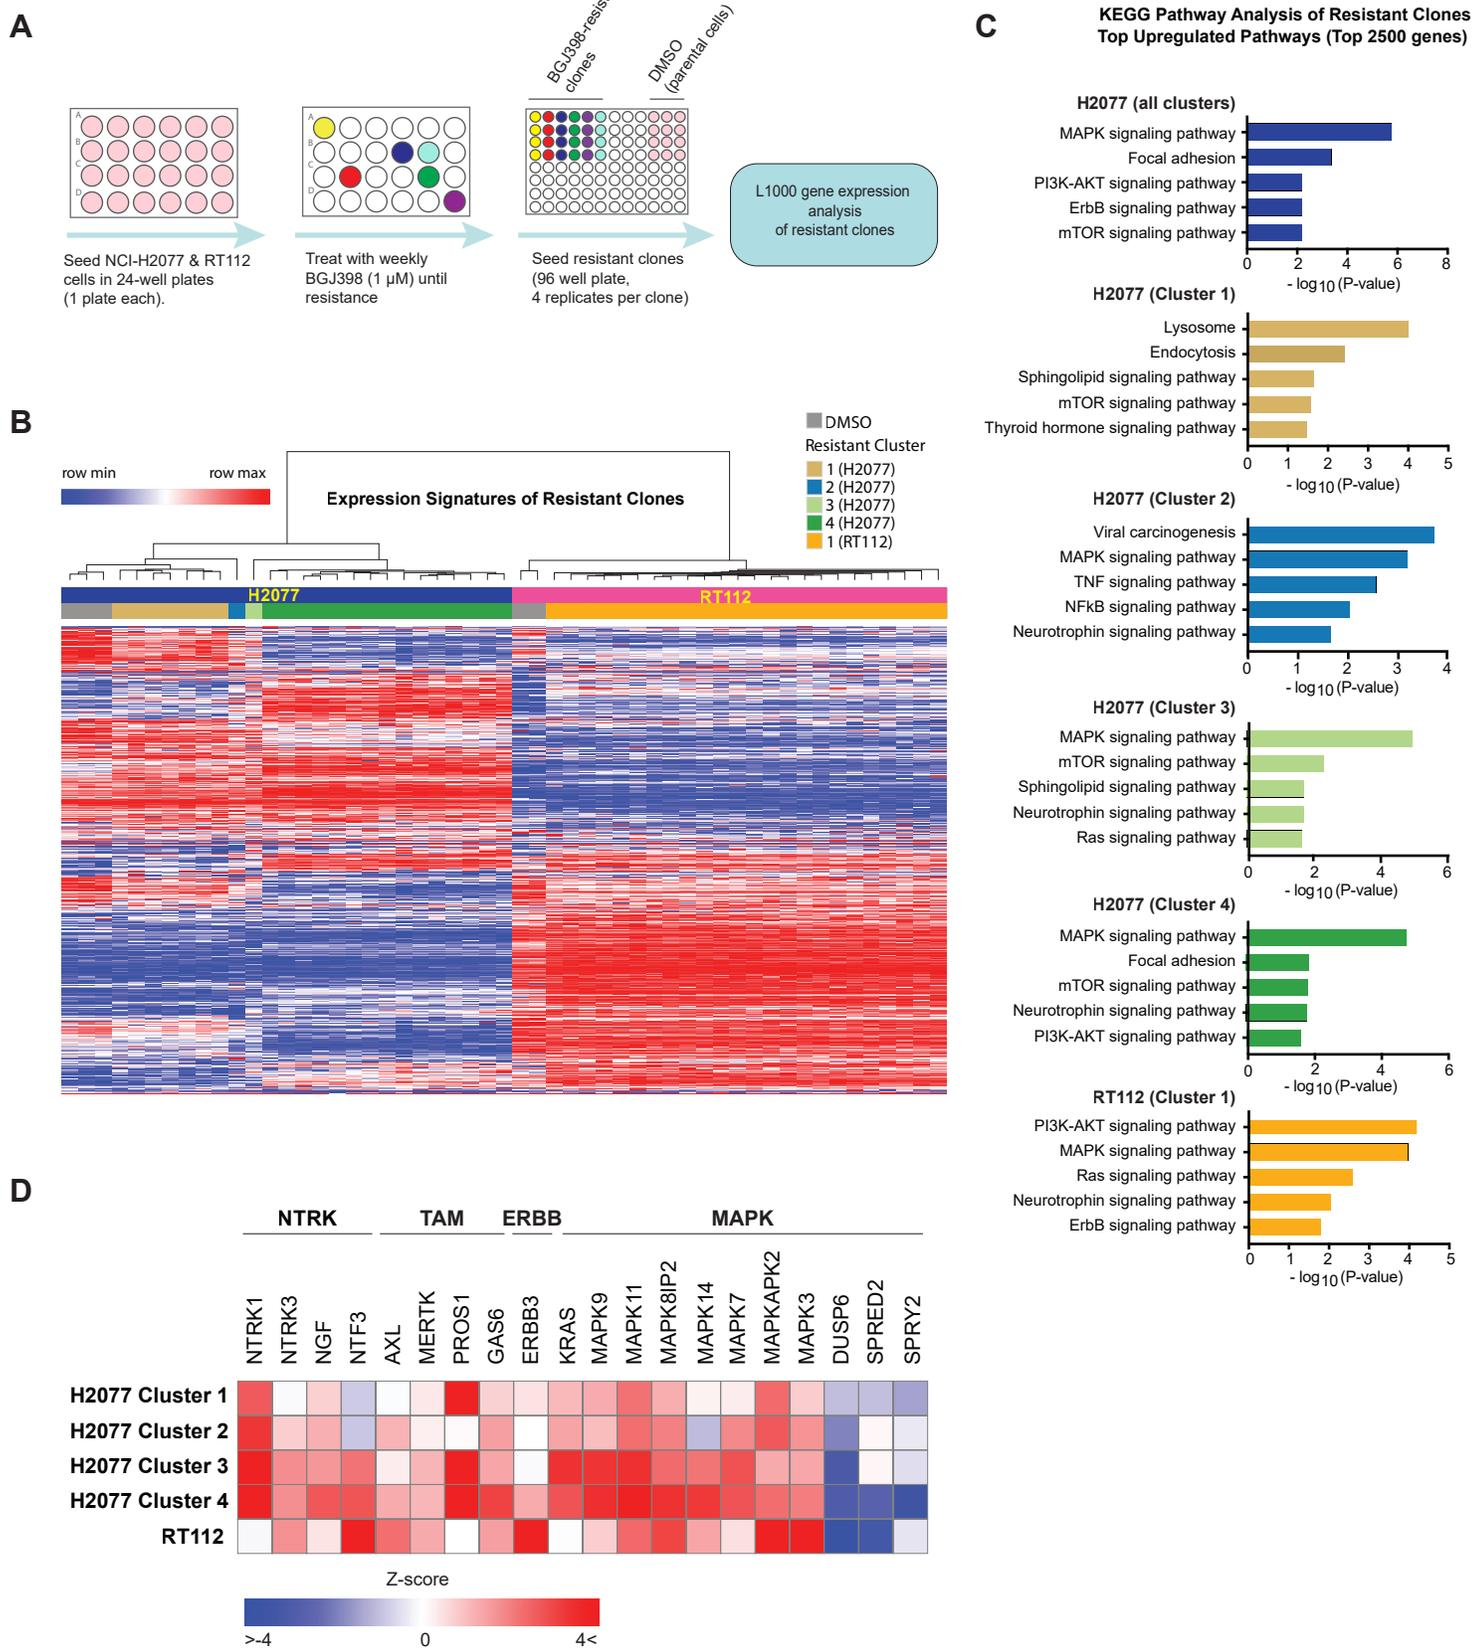 A
BGJ398-resis
clones
DMSO
(parental cells)
A
B
C
D
A
B
C
D
Seed NCI-H2077 & RT112
cells in 24-well plates
(1 plate each).
Treat with weekly
BGJ398 (1 µM) until
resistance
Seed resistant clones
(96 well plate,
4 replicates per clone)
L1000 gene expression
analysis
of resistant clones
B
row min row max
Expression Signatures of Resistant Clones
DMSO
Resistant Cluster
1 (H2077)
2 (H2077)
3 (H2077)
4 (H2077)
1 (RT112)
H2077 RT112
C
KEGG Pathway Analysis of Resistant Clones
Top Upregulated Pathways (Top 2500 genes)
H2077 (all clusters)
MAPK signaling pathway
Focal adhesion
PI3K-AKT signaling pathway
ErbB signaling pathway
mTOR signaling pathway
0 2 4 6 8
- log10 (P-value)
H2077 (Cluster 1)
Lysosome
Endocytosis
Sphingolipid signaling pathway
mTOR signaling pathway
Thyroid hormone signaling pathway
0 1 2 3 4 5
- log10 (P-value)
H2077 (Cluster 2)
Viral carcinogenesis
MAPK signaling pathway
TNF signaling pathway
NFkB signaling pathway
Neurotrophin signaling pathway
0 1 2 3 4
- log10 (P-value)
H2077 (Cluster 3)
MAPK signaling pathway
mTOR signaling pathway
Sphingolipid signaling pathway
Neurotrophin signaling pathway
Ras signaling pathway
0 2 4 6
- log10 (P-value)
H2077 (Cluster 4)
MAPK signaling pathway
Focal adhesion
mTOR signaling pathway
Neurotrophin signaling pathway
PI3K-AKT signaling pathway
0 2 4 6
- log10 (P-value)
RT112 (Cluster 1)
PI3K-AKT signaling pathway
MAPK signaling pathway
Ras signaling pathway
Neurotrophin signaling pathway
ErbB signaling pathway
0 1 2 3 4 5
- log10 (P-value)
D
NTRK TAM ERBB MAPK
NTRK1
NTRK3
NGF
NTF3
AXL
MERTK
PROS1
GAS6
ERBB3
KRAS
MAPK9
MAPK11
MAPK8IP2
MAPK14
MAPK7
MAPKAPK2
MAPK3
DUSP6
SPRED2
SPRY2
H2077 Cluster 1
H2077 Cluster 2
H2077 Cluster 3
H2077 Cluster 4
RT112
Z-score
>-4 0 4<